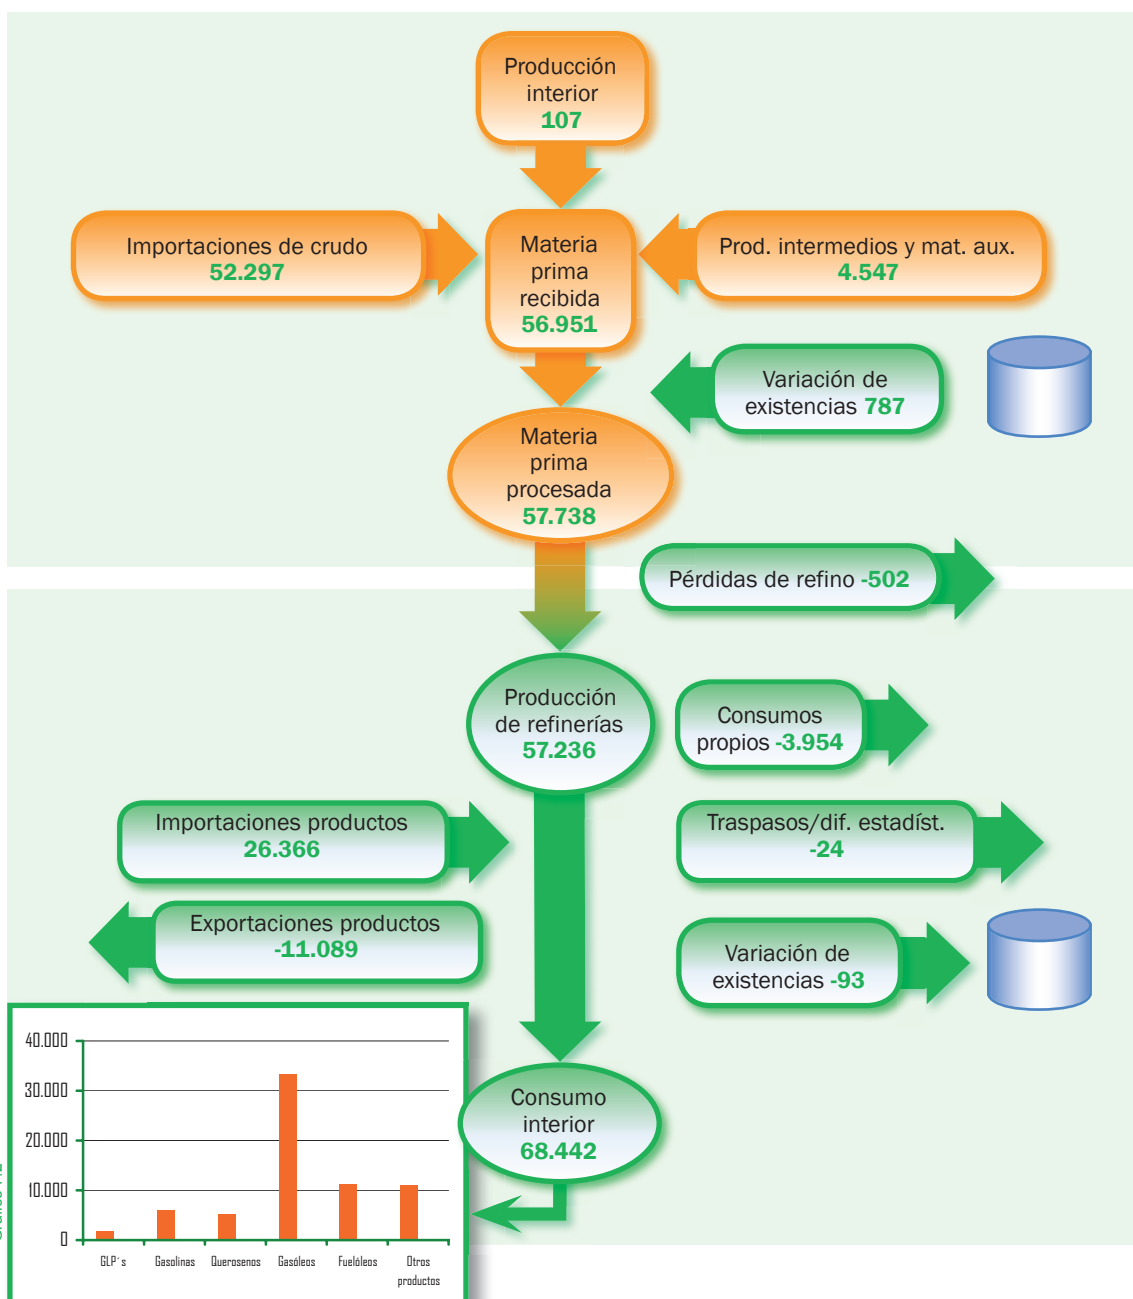 Producción
interior
107
Importaciones de crudo
52.297
Materia
prima
recibida
56.951
Prod. intermedios y mat. aux.
4.547
Variación de
existencias 787
Materia
prima
procesada
57.738
Pérdidas de refino -502
Producción
de refinerías
57.236
Consumos
propios -3.954
Importaciones productos
26.366
Traspasos/dif. estadíst.
-24
Exportaciones productos
-11.089
Variación de
existencias -93
Consumo
interior
68.442
40.000
30.000
20.000
10.000
0
GLP´s
Gasolinas
Querosenos
Gasóleos
Fuelóleos
Otros
productos